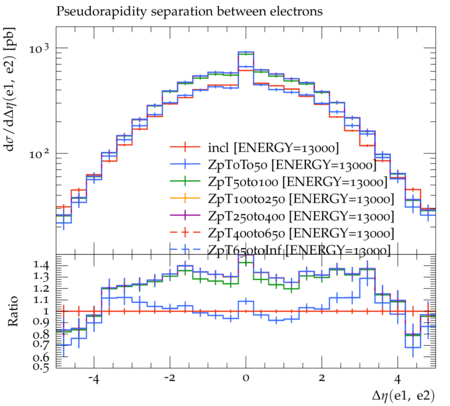 Pseudorapidity separation between electrons
dσ/dΔη(e1, e2) [pb]
10³
10²
incl [ENERGY=13000]
ZpT0To50 [ENERGY=13000]
ZpT50to100 [ENERGY=13000]
ZpT100to250 [ENERGY=13000]
ZpT250to400 [ENERGY=13000]
ZpT400to650 [ENERGY=13000]
ZpT650toInf [ENERGY=13000]
Ratio
1.4
1.3
1.2
1.1
1
0.9
0.8
0.7
0.6
0.5
-4 -2 0 2 4
Δη(e1, e2)